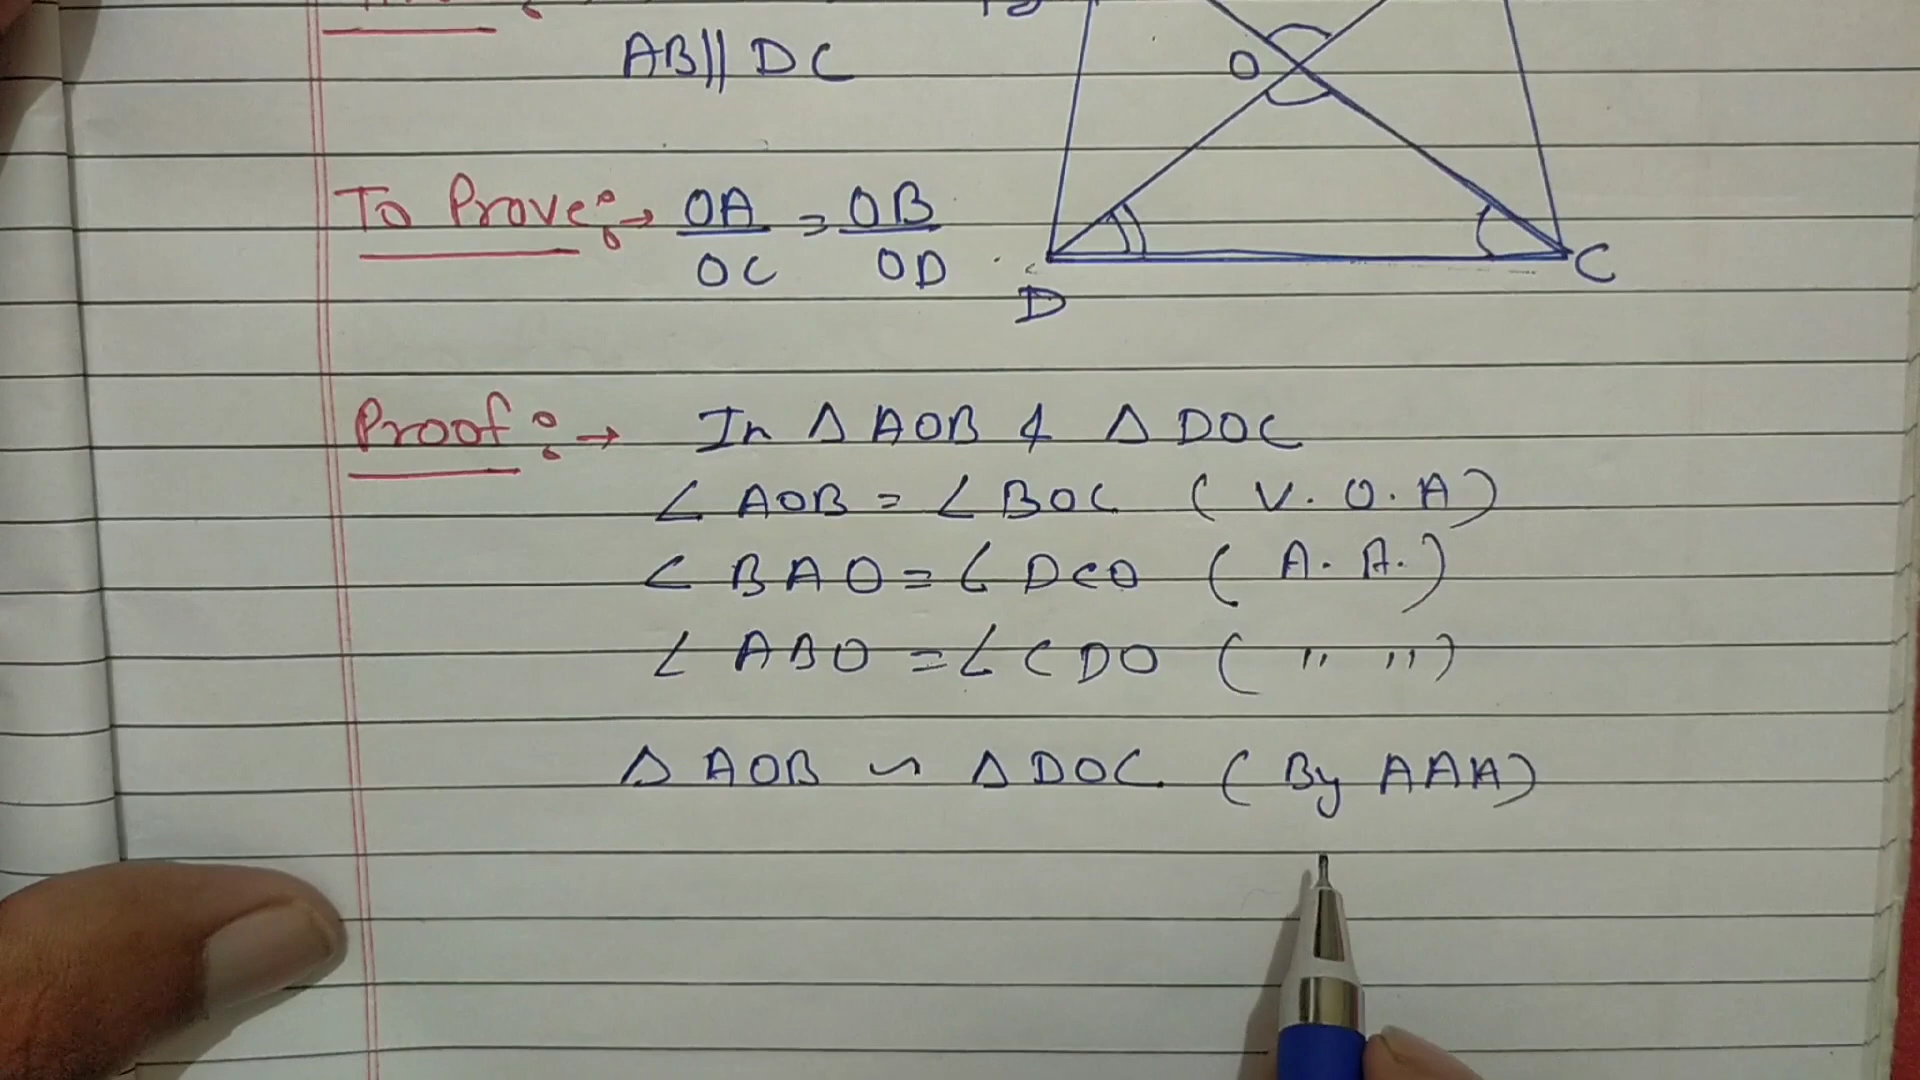 AB || DC
O
To Prove :→ OA/OC = OB/OD
C
D
Proof :→ In Δ AOB & Δ DOC
∠ AOB = ∠ BOC ( V. O. A)
∠ BAO = ∠ DCO ( A. A. )
∠ ABO = ∠ CDO ( " " )
Δ AOB ~ Δ DOC ( By AAA)